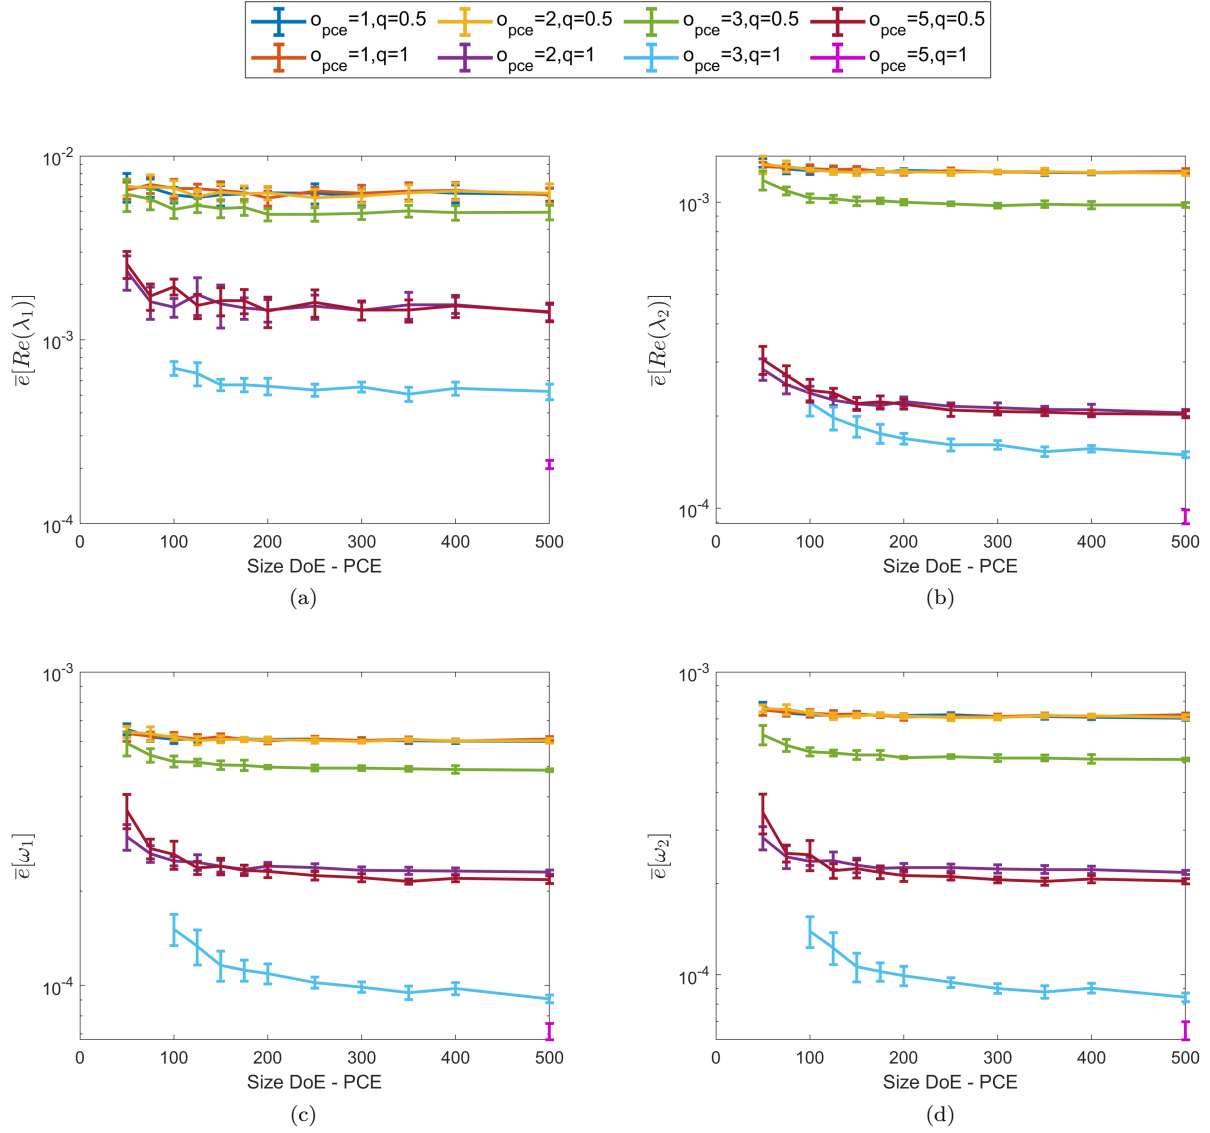 o_pce=1,q=0.5 o_pce=2,q=0.5 o_pce=3,q=0.5 o_pce=5,q=0.5
o_pce=1,q=1 o_pce=2,q=1 o_pce=3,q=1 o_pce=5,q=1
10^-2
10^-3
10^-4
e̅[Re(λ_1)]
0 100 200 300 400 500
Size DoE - PCE
(a)
10^-3
10^-4
e̅[Re(λ_2)]
0 100 200 300 400 500
Size DoE - PCE
(b)
10^-3
10^-4
e̅[ω_1]
0 100 200 300 400 500
Size DoE - PCE
(c)
10^-3
10^-4
e̅[ω_2]
0 100 200 300 400 500
Size DoE - PCE
(d)